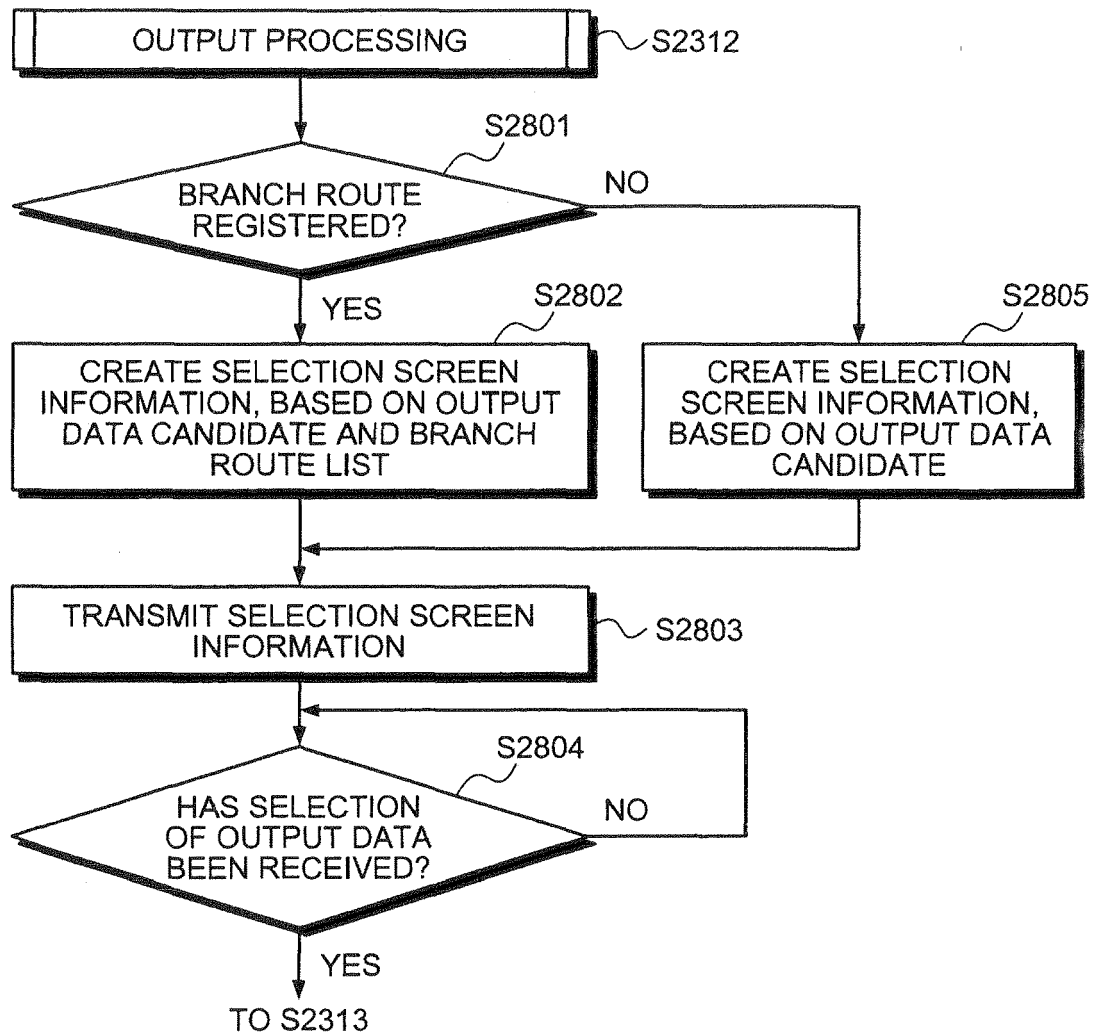 OUTPUT PROCESSING
S2312
S2801
BRANCH ROUTE
REGISTERED?
NO
YES
S2802
CREATE SELECTION SCREEN
INFORMATION, BASED ON OUTPUT
DATA CANDIDATE AND BRANCH
ROUTE LIST
S2805
CREATE SELECTION
SCREEN INFORMATION,
BASED ON OUTPUT DATA
CANDIDATE
TRANSMIT SELECTION SCREEN
INFORMATION
S2803
S2804
HAS SELECTION
OF OUTPUT DATA
BEEN RECEIVED?
NO
YES
TO S2313